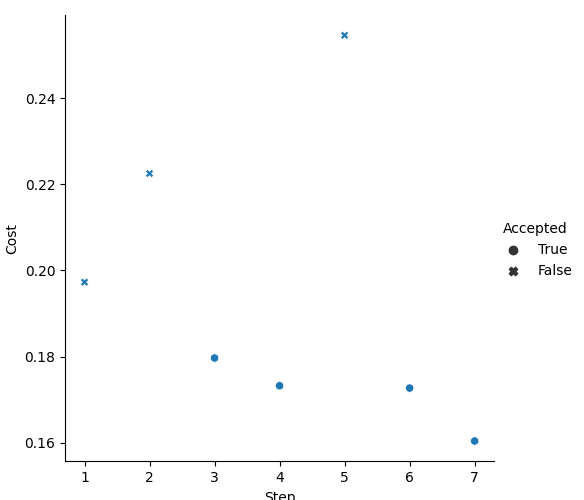 0.24
0.22
Cost
0.20
0.18
0.16
1 2 3 4 5 6 7
Step
Accepted
True
False